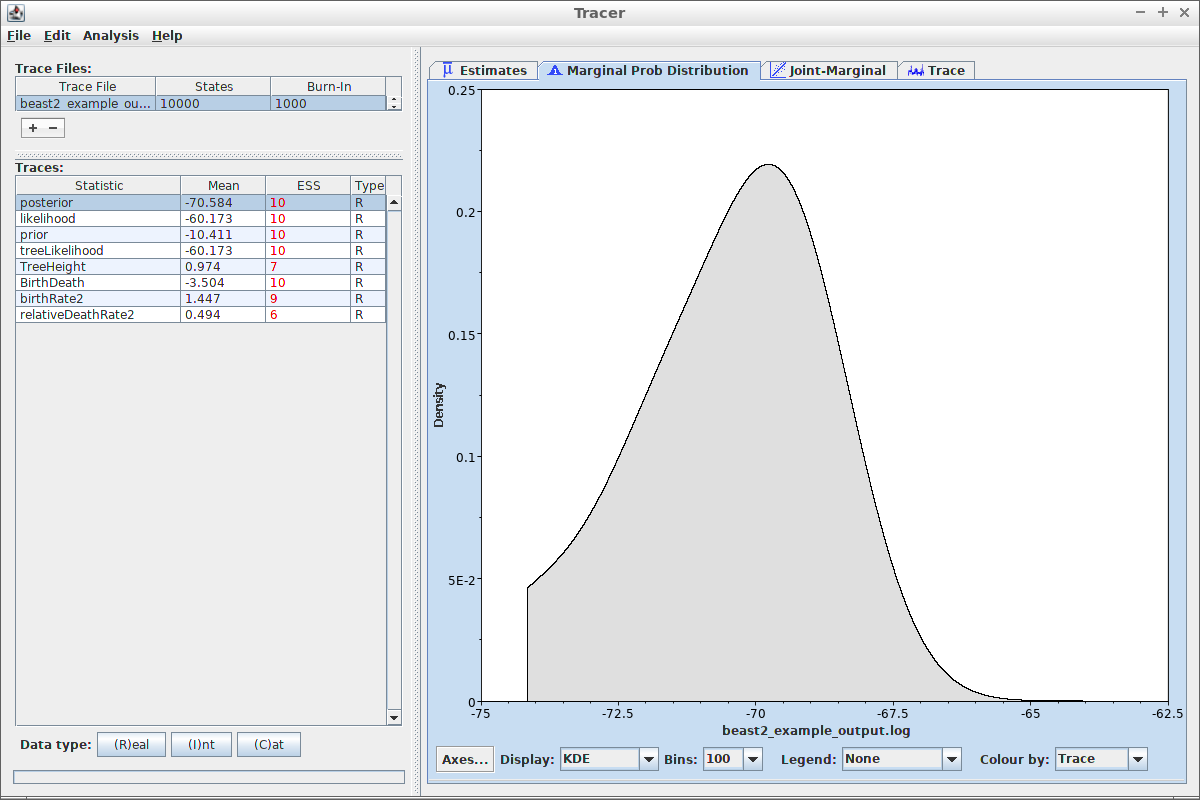 Tracer
File Edit Analysis Help
Trace Files:
Trace File States Burn-In
beast2_example_ou... 10000 1000
+ −
Traces:
Statistic Mean ESS Type
posterior -70.584 10 R
likelihood -60.173 10 R
prior -10.411 10 R
treeLikelihood -60.173 10 R
TreeHeight 0.974 7 R
BirthDeath -3.504 10 R
birthRate2 1.447 9 R
relativeDeathRate2 0.494 6 R
Data type: (R)eal (I)nt (C)at
μ Estimates Marginal Prob Distribution Joint-Marginal Trace
0.25
0.2
0.15
0.1
5E-2
0
Density
-75 -72.5 -70 -67.5 -65 -62.5
beast2_example_output.log
Axes... Display: KDE Bins: 100 Legend: None Colour by: Trace